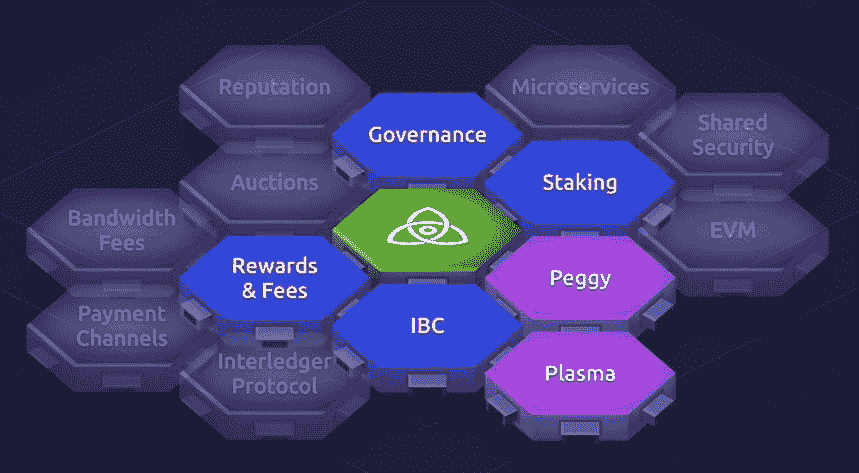 Reputation
Microservices
Governance
Shared
Security
Auctions
Staking
Bandwidth
Fees
EVM
Rewards
& Fees
Peggy
Payment
Channels
IBC
Interledger
Protocol
Plasma